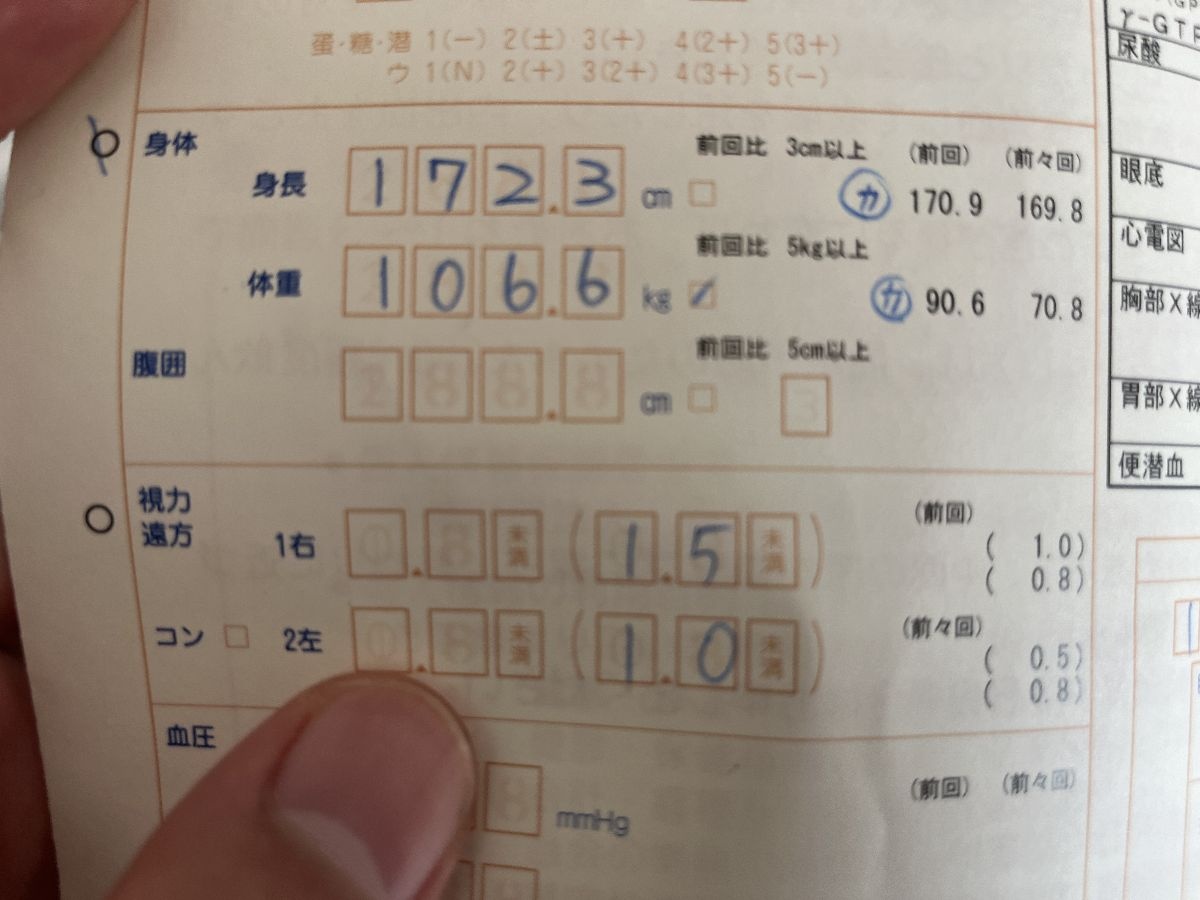 蛋・糖・潜 1(−) 2(±) 3(+) 4(2+) 5(3+)
ウ 1(N) 2(+) 3(2+) 4(3+) 5(−)
身体
前回比 3cm以上 (前回) (前々回)
身長 172.3 cm カ 170.9 169.8
前回比 5kg以上
体重 106.6 kg カ 90.6 70.8
前回比 5cm以上
腹囲 cm
視力
遠方
(前回)
1右 . 未満 (1.5 未満) ( 1.0)
( 0.8)
(前々回)
コン 2左 . 未満 (1.0 未満) ( 0.5)
( 0.8)
血圧
(前回) (前々回)
mmHg
γ-GTP
尿酸
眼底
心電図
胸部X線
胃部X線
便潜血